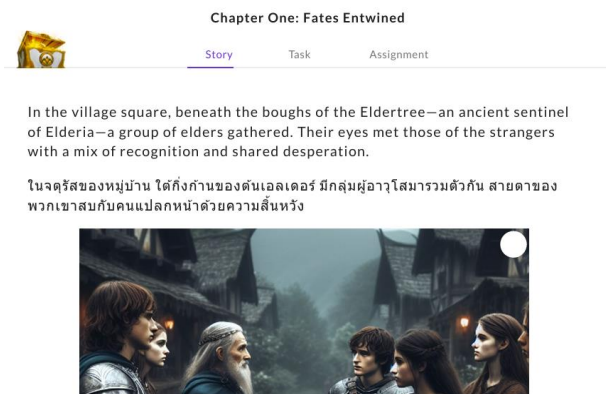 Chapter One: Fates Entwined
Story Task Assignment
In the village square, beneath the boughs of the Eldertree—an ancient sentinel
of Elderia—a group of elders gathered. Their eyes met those of the strangers
with a mix of recognition and shared desperation.
ในจตุรัสของหมู่บ้าน ใต้กิ่งก้านของต้นเอลเดอร์ มีกลุ่มผู้อาวุโสมารวมตัวกัน สายตาของ
พวกเขาสบกับคนแปลกหน้าด้วยความสิ้นหวัง